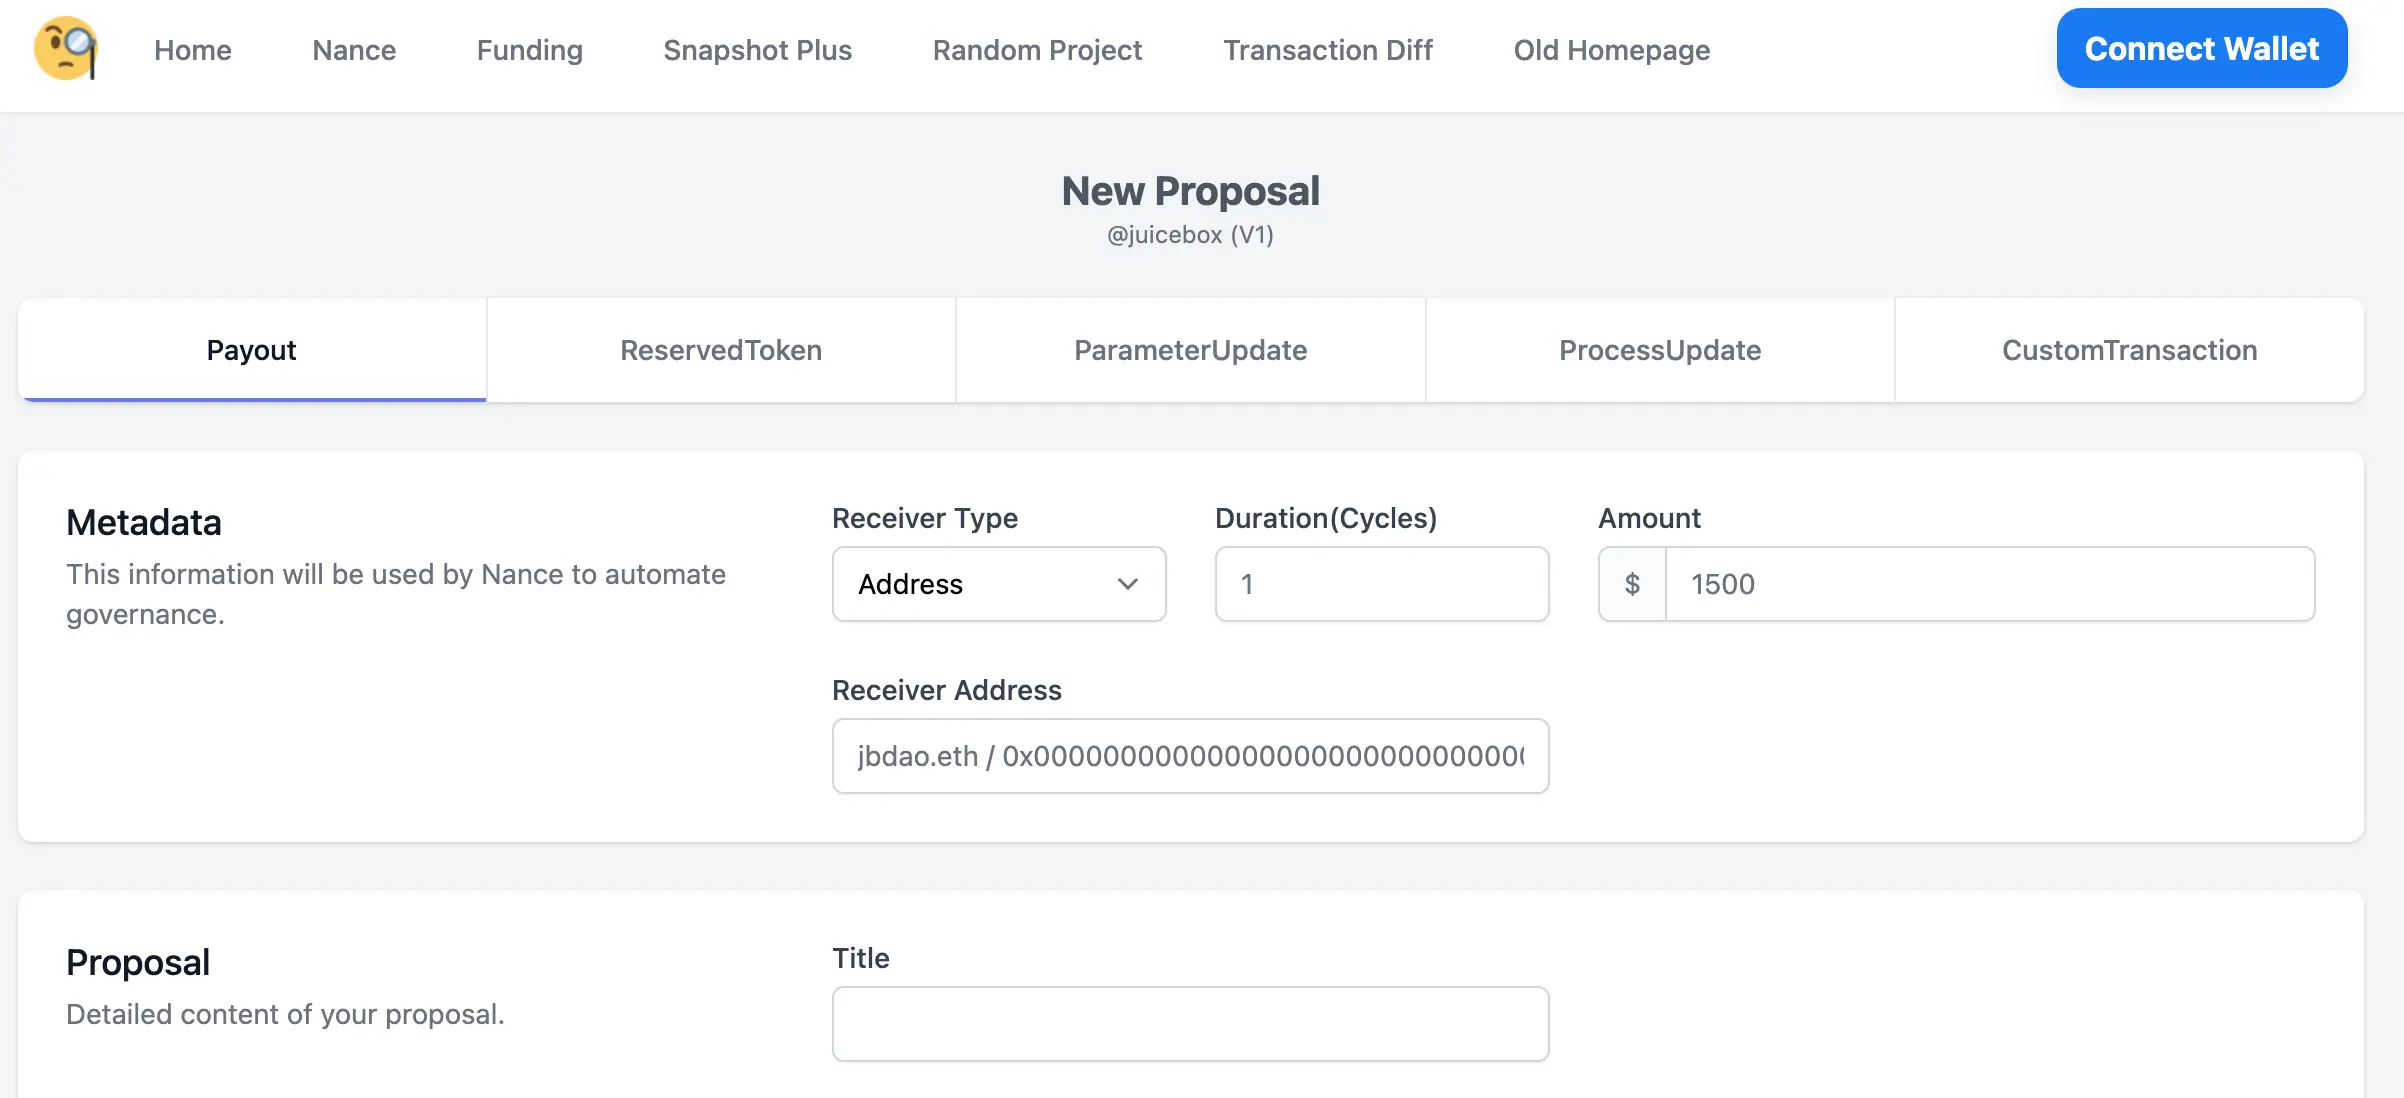 Home Nance Funding Snapshot Plus Random Project Transaction Diff Old Homepage Connect Wallet
New Proposal
@juicebox (V1)
Payout ReservedToken ParameterUpdate ProcessUpdate CustomTransaction
Metadata
This information will be used by Nance to automate
governance.
Receiver Type Duration(Cycles) Amount
Address 1 $ 1500
Receiver Address
jbdao.eth / 0x0000000000000000000000000000
Proposal
Detailed content of your proposal.
Title